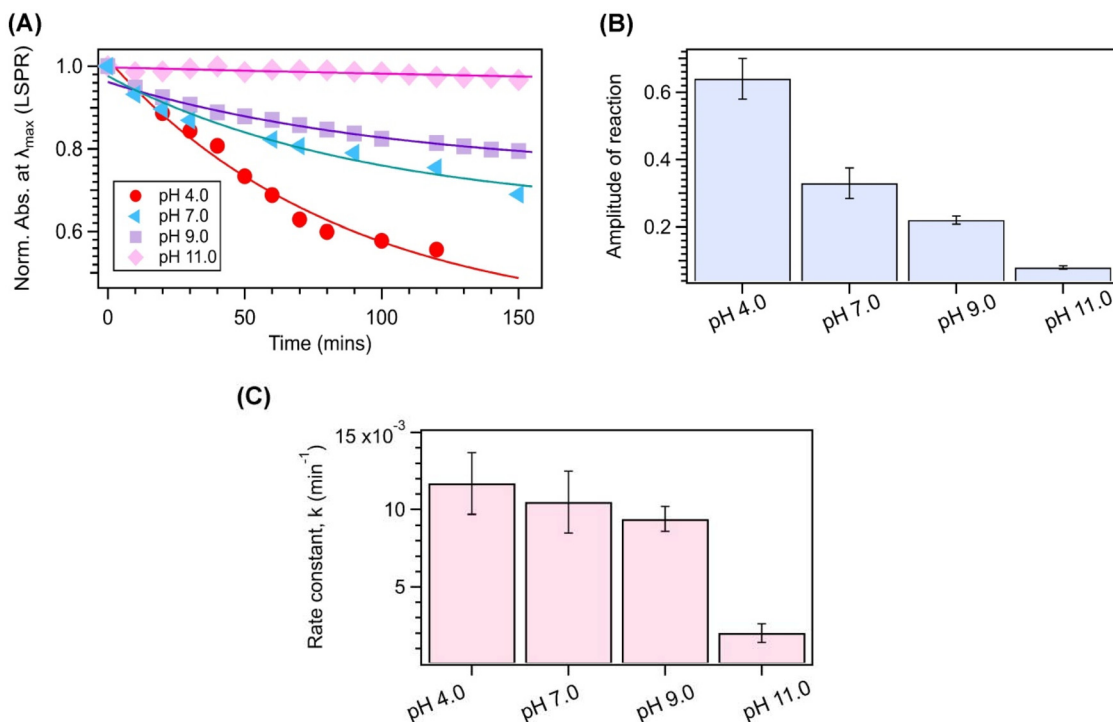 (A)
Norm. Abs. at λmax (LSPR)
1.0
0.8
0.6
pH 4.0
pH 7.0
pH 9.0
pH 11.0
0
50
100
150
Time (mins)
(B)
Amplitude of reaction
0.6
0.4
0.2
pH 4.0
pH 7.0
pH 9.0
pH 11.0
(C)
Rate constant, k (min⁻¹)
15 x10⁻³
10
5
pH 4.0
pH 7.0
pH 9.0
pH 11.0